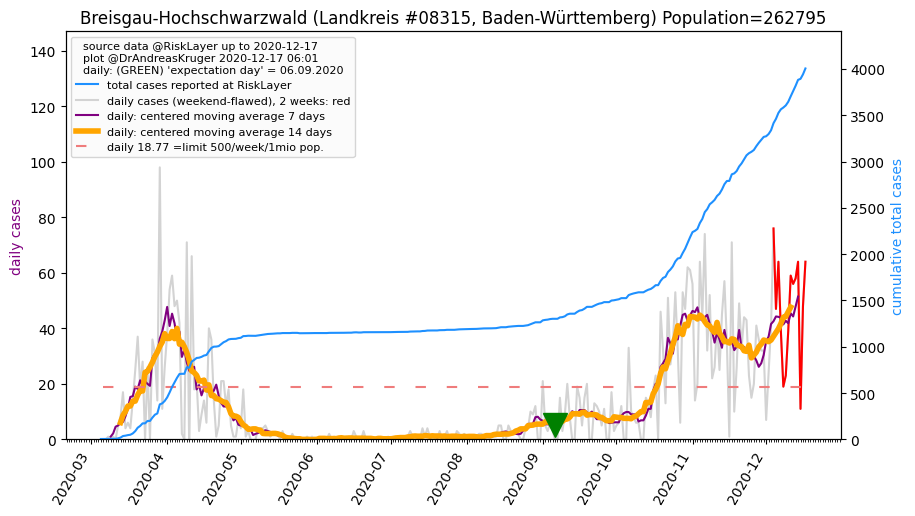 Breisgau-Hochschwarzwald (Landkreis #08315, Baden-Württemberg) Population=262795
source data @RiskLayer up to 2020-12-17
plot @DrAndreasKruger 2020-12-17 06:01
daily: (GREEN) 'expectation day' = 06.09.2020
total cases reported at RiskLayer
daily cases (weekend-flawed), 2 weeks: red
daily: centered moving average 7 days
daily: centered moving average 14 days
daily 18.77 =limit 500/week/1mio pop.
daily cases
140
120
100
80
60
40
20
0
cumulative total cases
4000
3500
3000
2500
2000
1500
1000
500
0
2020-03
2020-04
2020-05
2020-06
2020-07
2020-08
2020-09
2020-10
2020-11
2020-12